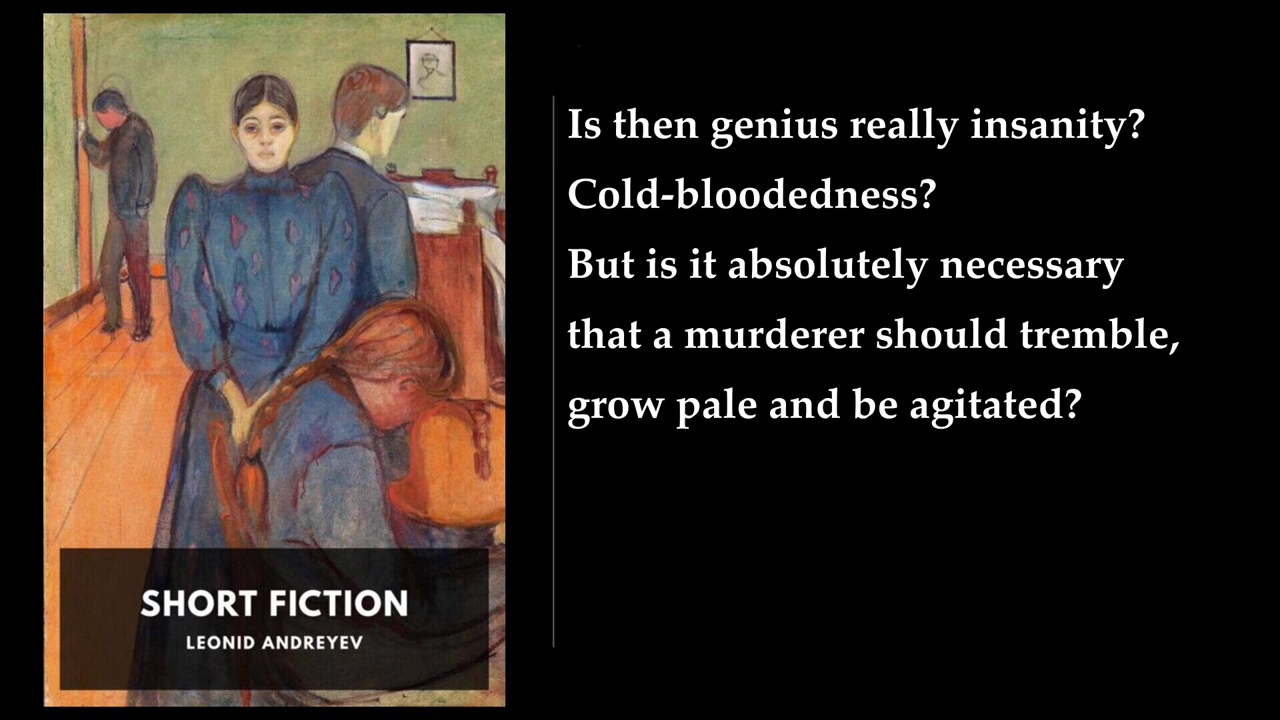 Is then genius really insanity?
Cold-bloodedness?
But is it absolutely necessary
that a murderer should tremble,
grow pale and be agitated?
SHORT FICTION
LEONID ANDREYEV